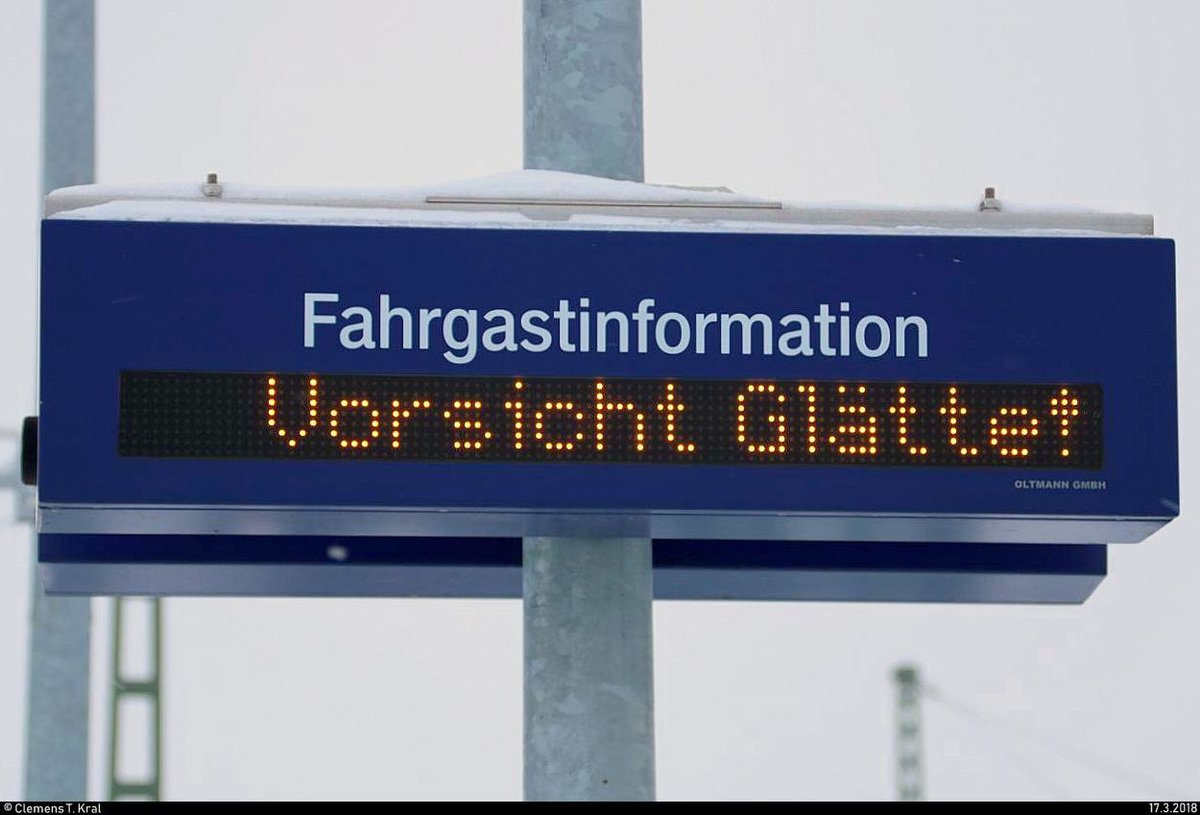 Fahrgastinformation
Vorsicht Glätte!
OLTMANN GMBH
© Clemens T. Kral
17.3.2018